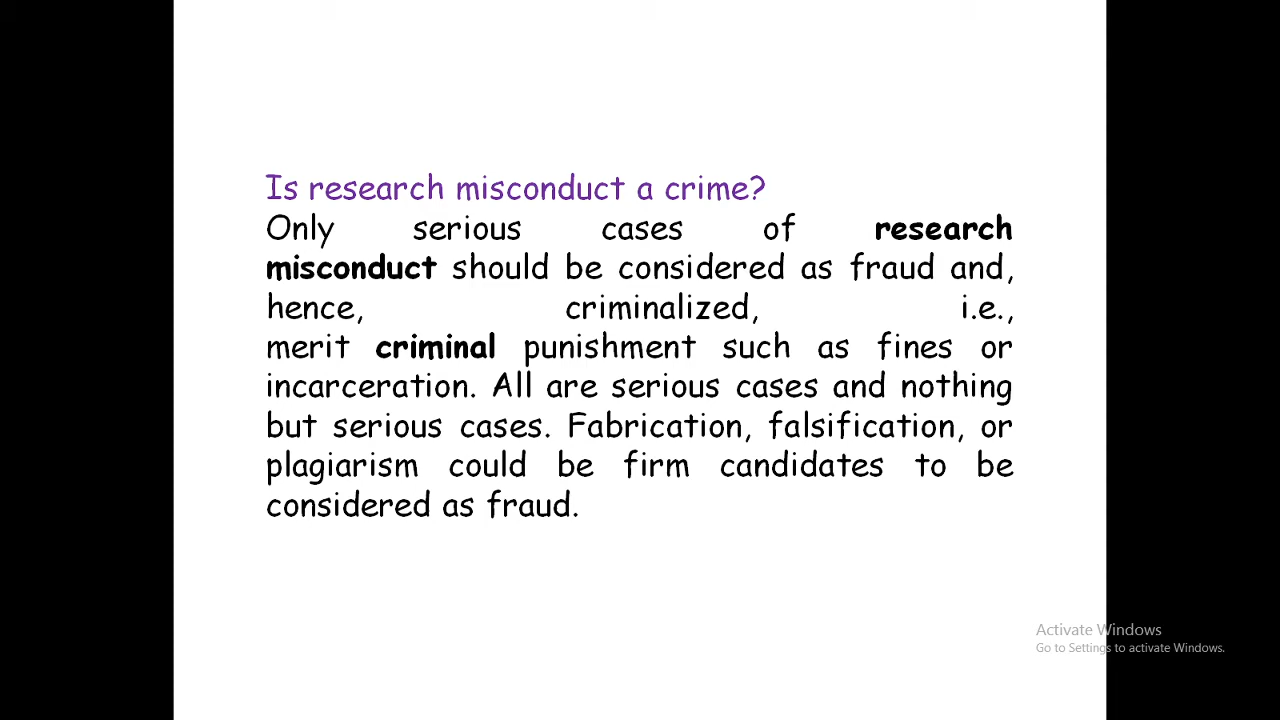 Is research misconduct a crime?
Only serious cases of research
misconduct should be considered as fraud and,
hence, criminalized, i.e.,
merit criminal punishment such as fines or
incarceration. All are serious cases and nothing
but serious cases. Fabrication, falsification, or
plagiarism could be firm candidates to be
considered as fraud.
Activate Windows
Go to Settings to activate Windows.